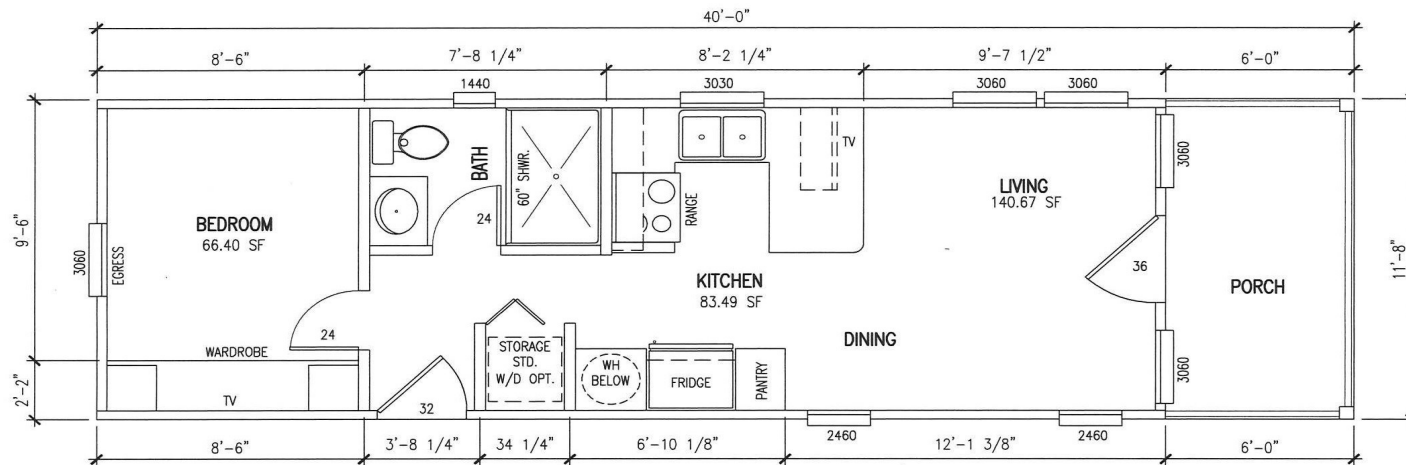 40'-0"
8'-6"
7'-8 1/4"
8'-2 1/4"
9'-7 1/2"
6'-0"
1440
3030
3060
3060
9'-6"
2'-2"
11'-8"
3060
EGRESS
BEDROOM
66.40 SF
24
WARDROBE
TV
BATH
24
60" SHWR.
RANGE
TV
LIVING
140.67 SF
3060
36
3060
PORCH
KITCHEN
83.49 SF
DINING
32
STORAGE
STD.
W/D OPT.
WH
BELOW
FRIDGE
PANTRY
2460
2460
8'-6"
3'-8 1/4"
34 1/4"
6'-10 1/8"
12'-1 3/8"
6'-0"